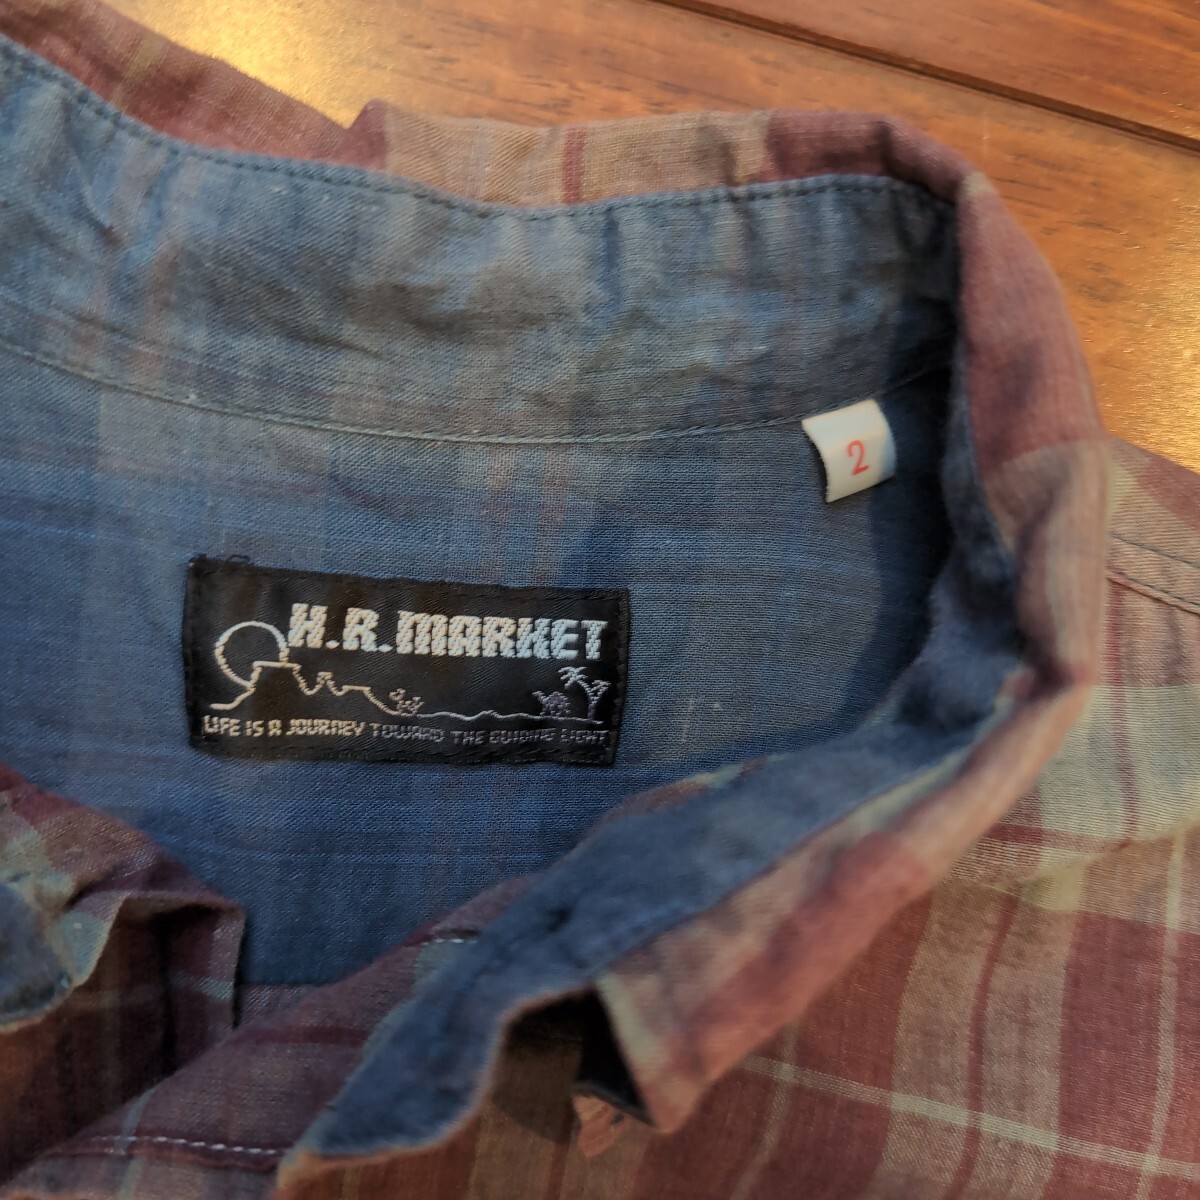 2
H.R.MARKET
LIFE IS A JOURNEY TOWARD THE GUIDING LIGHT